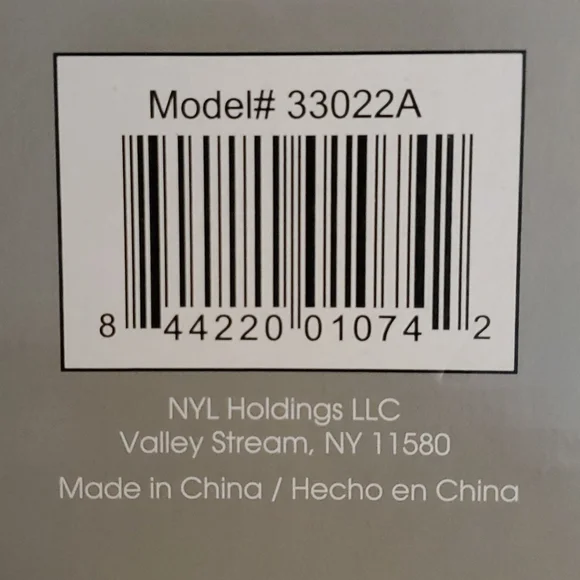 Model# 33022A
8 44220 01074 2
NYL Holdings LLC
Valley Stream, NY 11580
Made in China / Hecho en China